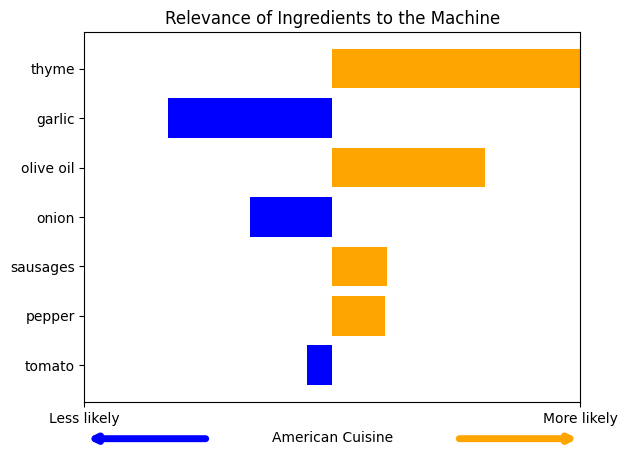 Relevance of Ingredients to the Machine
thyme
garlic
olive oil
onion
sausages
pepper
tomato
Less likely
More likely
American Cuisine